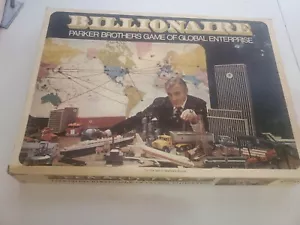 BILLIONAIRE
PARKER BROTHERS GAME OF GLOBAL ENTERPRISE